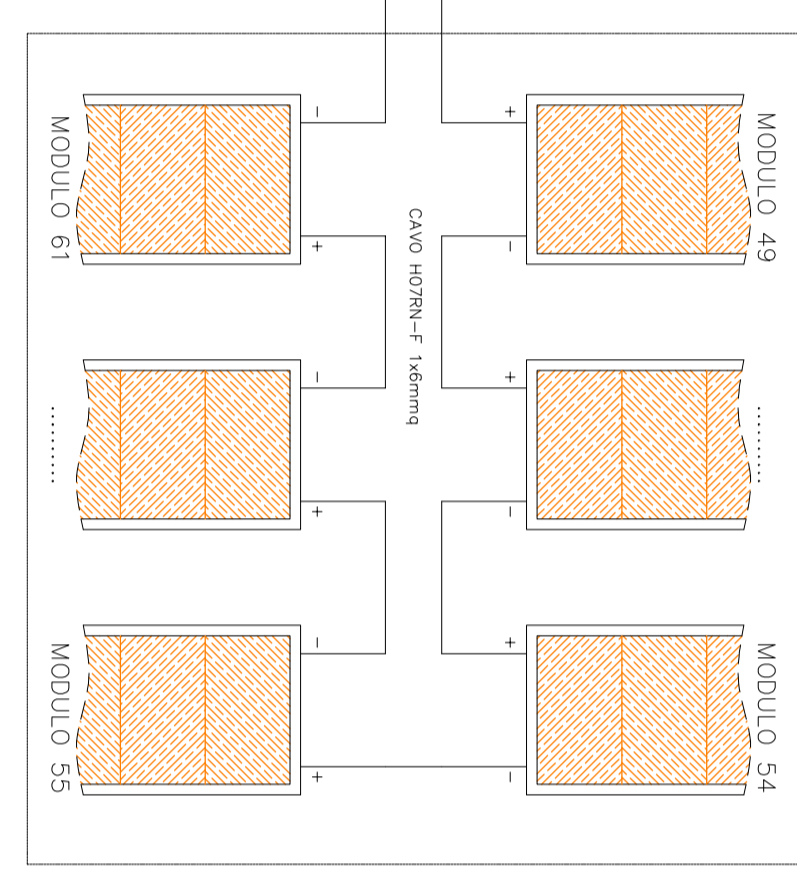 MODULO 49
..........
MODULO 54
+
-
+
-
+
-
CAVO H07RN-F 1x6mmq
-
+
-
+
-
+
MODULO 61
..........
MODULO 55